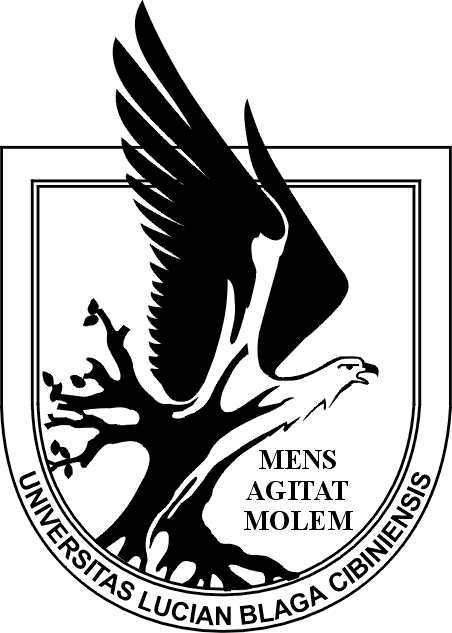 MENS
AGITAT
MOLEM
UNIVERSITAS LUCIAN BLAGA CIBINIENSIS